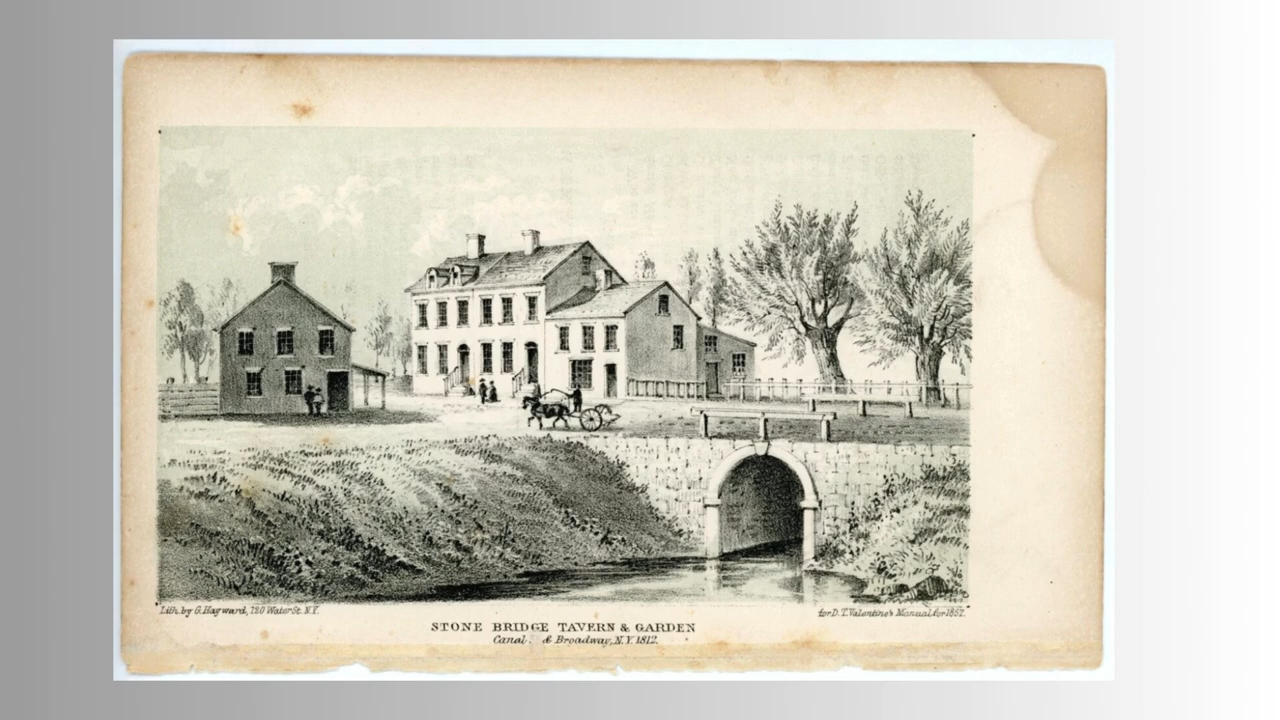 Lith. by G. Hayward, 120 Water St. N.Y.
for D. T. Valentine's Manual for 1857.
STONE BRIDGE TAVERN & GARDEN
Canal. & Broadway, N.Y. 1812.